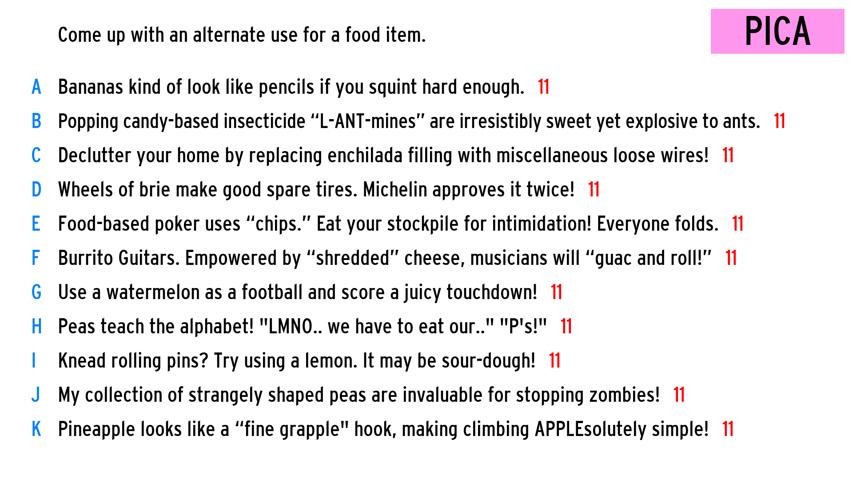 Come up with an alternate use for a food item.
PICA
A Bananas kind of look like pencils if you squint hard enough. 11
B Popping candy-based insecticide “L-ANT-mines” are irresistibly sweet yet explosive to ants. 11
C Declutter your home by replacing enchilada filling with miscellaneous loose wires! 11
D Wheels of brie make good spare tires. Michelin approves it twice! 11
E Food-based poker uses “chips.” Eat your stockpile for intimidation! Everyone folds. 11
F Burrito Guitars. Empowered by “shredded” cheese, musicians will “guac and roll!” 11
G Use a watermelon as a football and score a juicy touchdown! 11
H Peas teach the alphabet! "LMNO.. we have to eat our.." "P's!" 11
I Knead rolling pins? Try using a lemon. It may be sour-dough! 11
J My collection of strangely shaped peas are invaluable for stopping zombies! 11
K Pineapple looks like a “fine grapple" hook, making climbing APPLEsolutely simple! 11